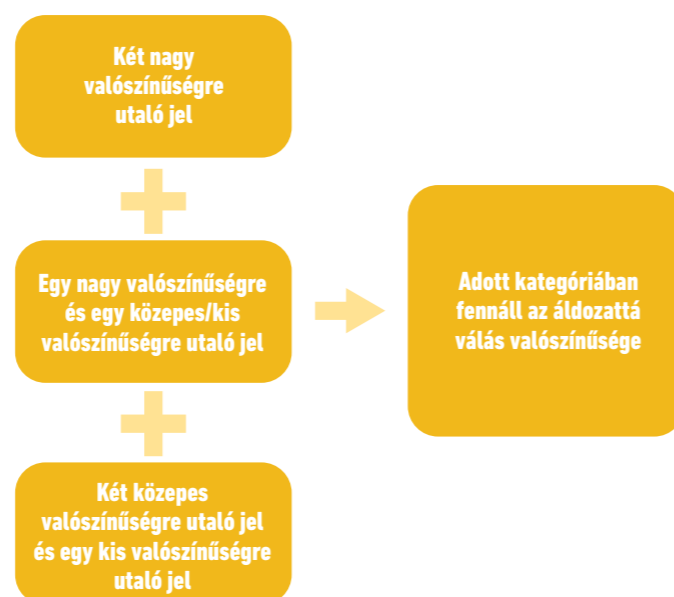 Két nagy
valószínűségre
utaló jel
Egy nagy valószínűségre
és egy közepes/kis
valószínűségre utaló jel
Adott kategóriában
fennáll az áldozattá
válás valószínűsége
Két közepes
valószínűségre utaló jel
és egy kis valószínűségre
utaló jel